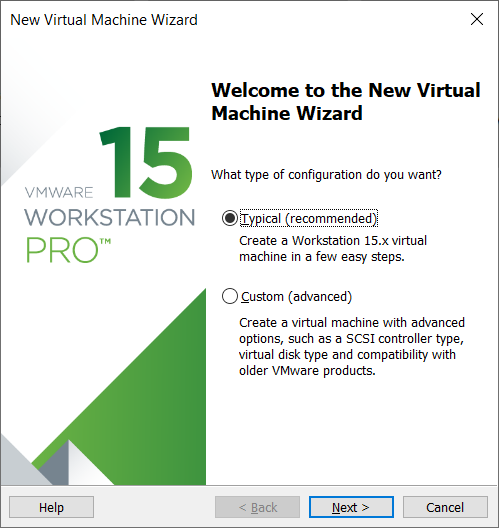 New Virtual Machine Wizard
15
VMWARE
WORKSTATION
PRO™
Welcome to the New Virtual
Machine Wizard
What type of configuration do you want?
Typical (recommended)
Create a Workstation 15.x virtual
machine in a few easy steps.
Custom (advanced)
Create a virtual machine with advanced
options, such as a SCSI controller type,
virtual disk type and compatibility with
older VMware products.
Help
< Back
Next >
Cancel